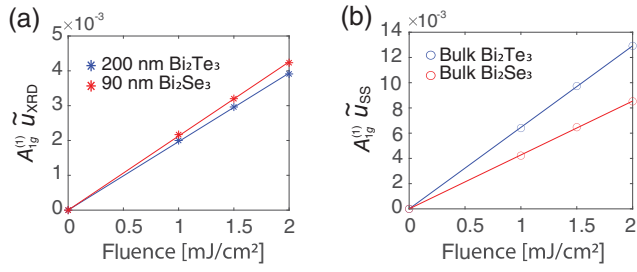 (a)
5 ×10⁻³
4
3
2
1
0
A₁g⁽¹⁾ ũXRD
200 nm Bi₂Te₃
90 nm Bi₂Se₃
0 0.5 1 1.5 2
Fluence [mJ/cm²]
(b)
14 ×10⁻³
12
10
8
6
4
2
0
A₁g⁽¹⁾ ũSS
Bulk Bi₂Te₃
Bulk Bi₂Se₃
0 0.5 1 1.5 2
Fluence [mJ/cm²]